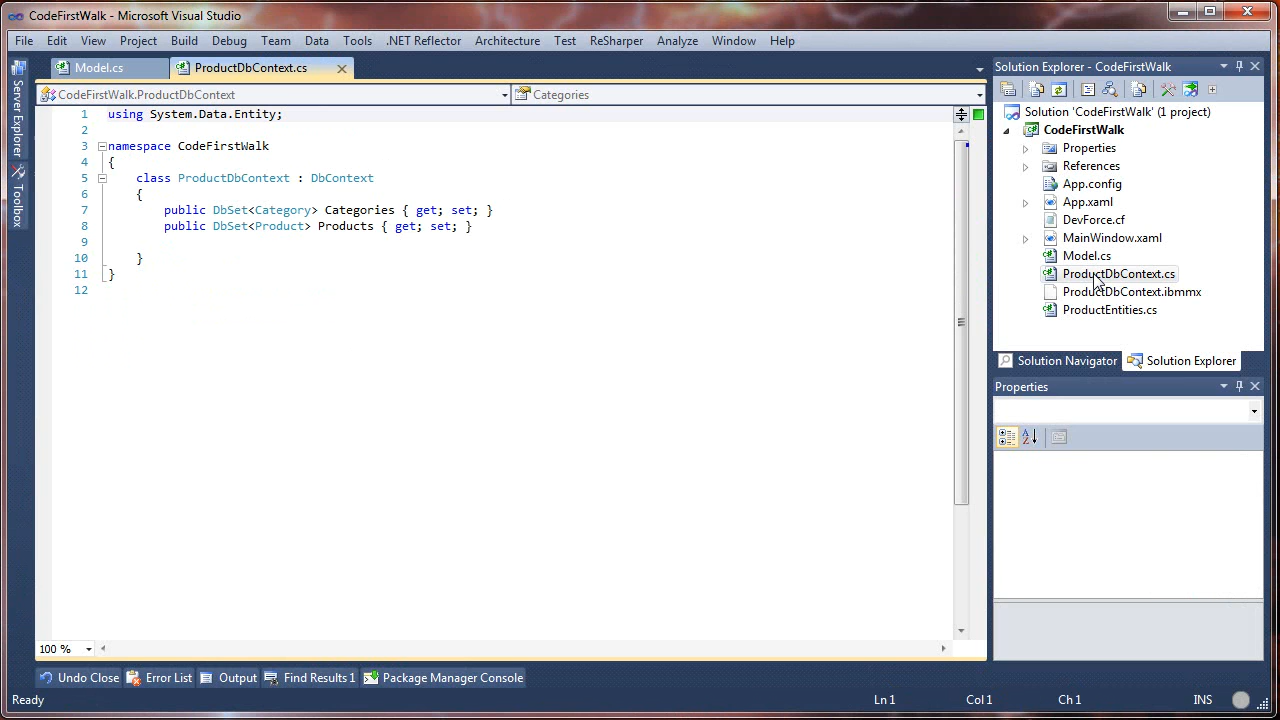 CodeFirstWalk - Microsoft Visual Studio
File Edit View Project Build Debug Team Data Tools .NET Reflector Architecture Test ReSharper Analyze Window Help
Server Explorer
Toolbox
Model.cs
ProductDbContext.cs
CodeFirstWalk.ProductDbContext
Categories
1 using System.Data.Entity;
2
3 namespace CodeFirstWalk
4 {
5 class ProductDbContext : DbContext
6 {
7 public DbSet<Category> Categories { get; set; }
8 public DbSet<Product> Products { get; set; }
9
10 }
11 }
12
100 %
Solution Explorer - CodeFirstWalk
Solution 'CodeFirstWalk' (1 project)
CodeFirstWalk
Properties
References
App.config
App.xaml
DevForce.cf
MainWindow.xaml
Model.cs
ProductDbContext.cs
ProductDbContext.ibmmx
ProductEntities.cs
Solution Navigator
Solution Explorer
Properties
Undo Close Error List Output Find Results 1 Package Manager Console
Ready Ln 1 Col 1 Ch 1 INS